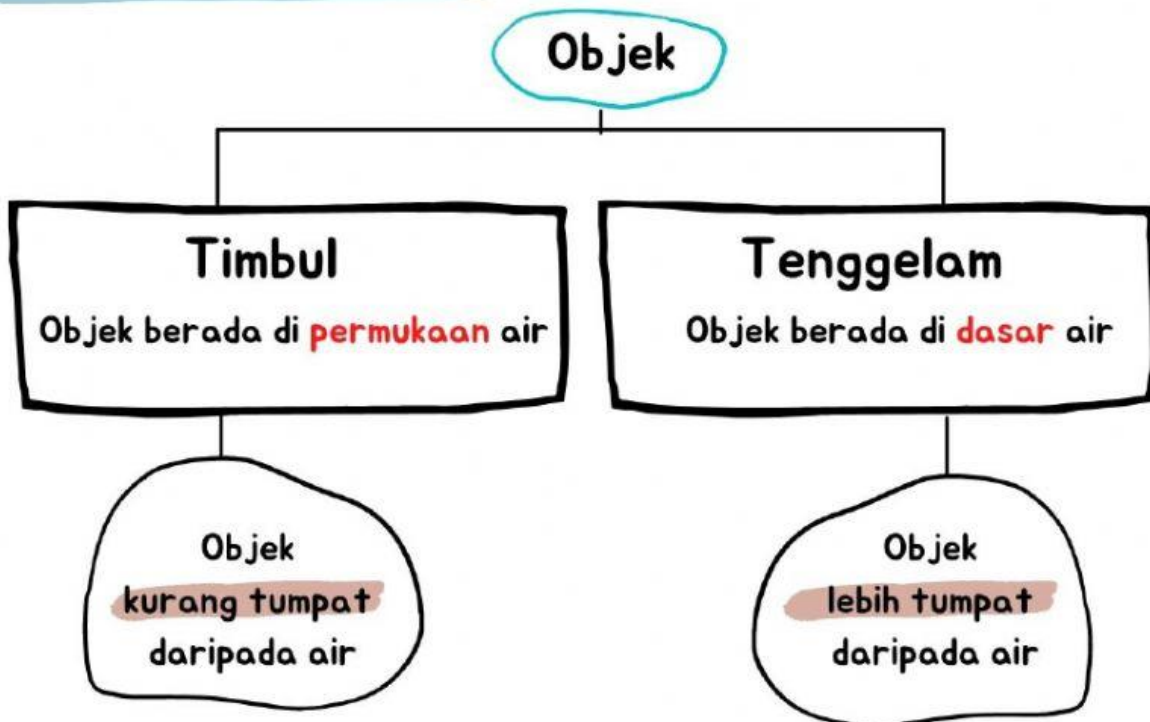 Objek
Timbul
Objek berada di permukaan air
Tenggelam
Objek berada di dasar air
Objek
kurang tumpat
daripada air
Objek
lebih tumpat
daripada air